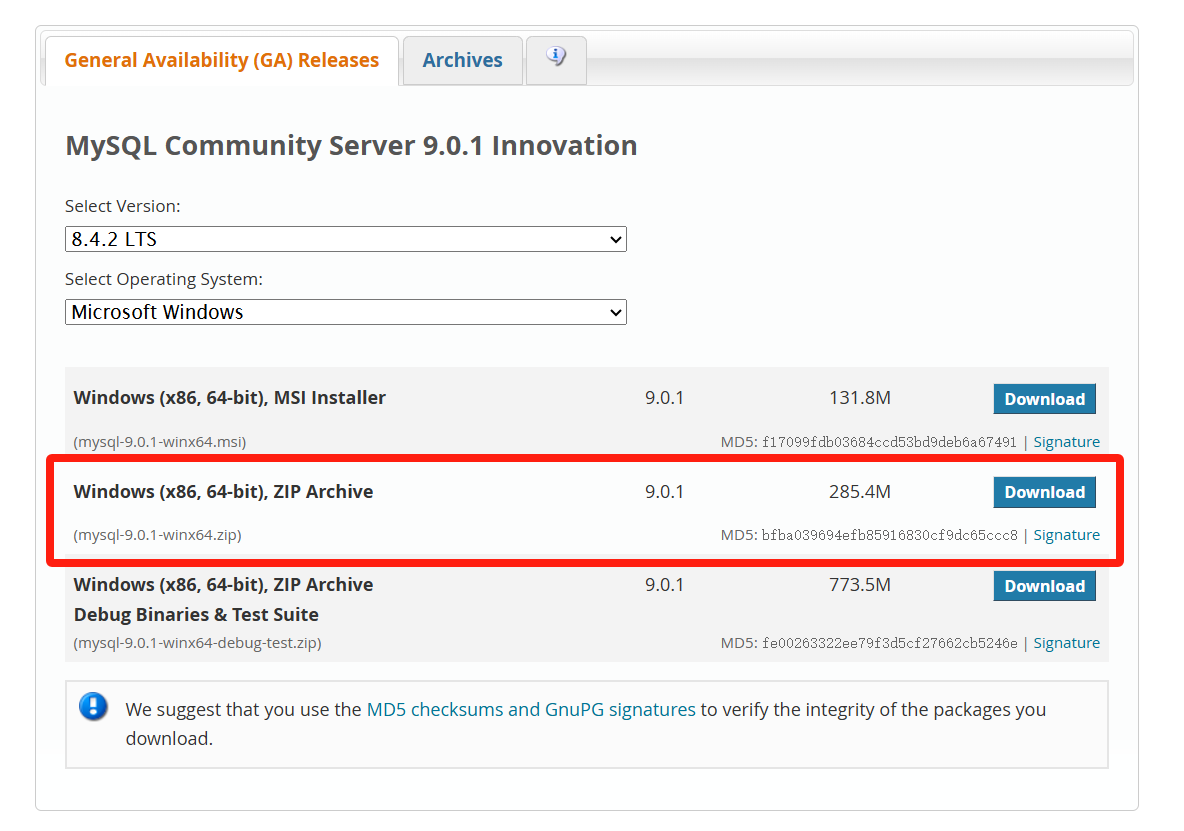 General Availability (GA) Releases
Archives
MySQL Community Server 9.0.1 Innovation
Select Version:
8.4.2 LTS
Select Operating System:
Microsoft Windows
Windows (x86, 64-bit), MSI Installer 9.0.1 131.8M Download
(mysql-9.0.1-winx64.msi) MD5: f17099fdb03684ccd53bd9deb6a67491 | Signature
Windows (x86, 64-bit), ZIP Archive 9.0.1 285.4M Download
(mysql-9.0.1-winx64.zip) MD5: bfba039694efb85916830cf9dc65ccc8 | Signature
Windows (x86, 64-bit), ZIP Archive 9.0.1 773.5M Download
Debug Binaries & Test Suite
(mysql-9.0.1-winx64-debug-test.zip) MD5: fe00263322ee79f3d5cf27662cb5246e | Signature
We suggest that you use the MD5 checksums and GnuPG signatures to verify the integrity of the packages you
download.